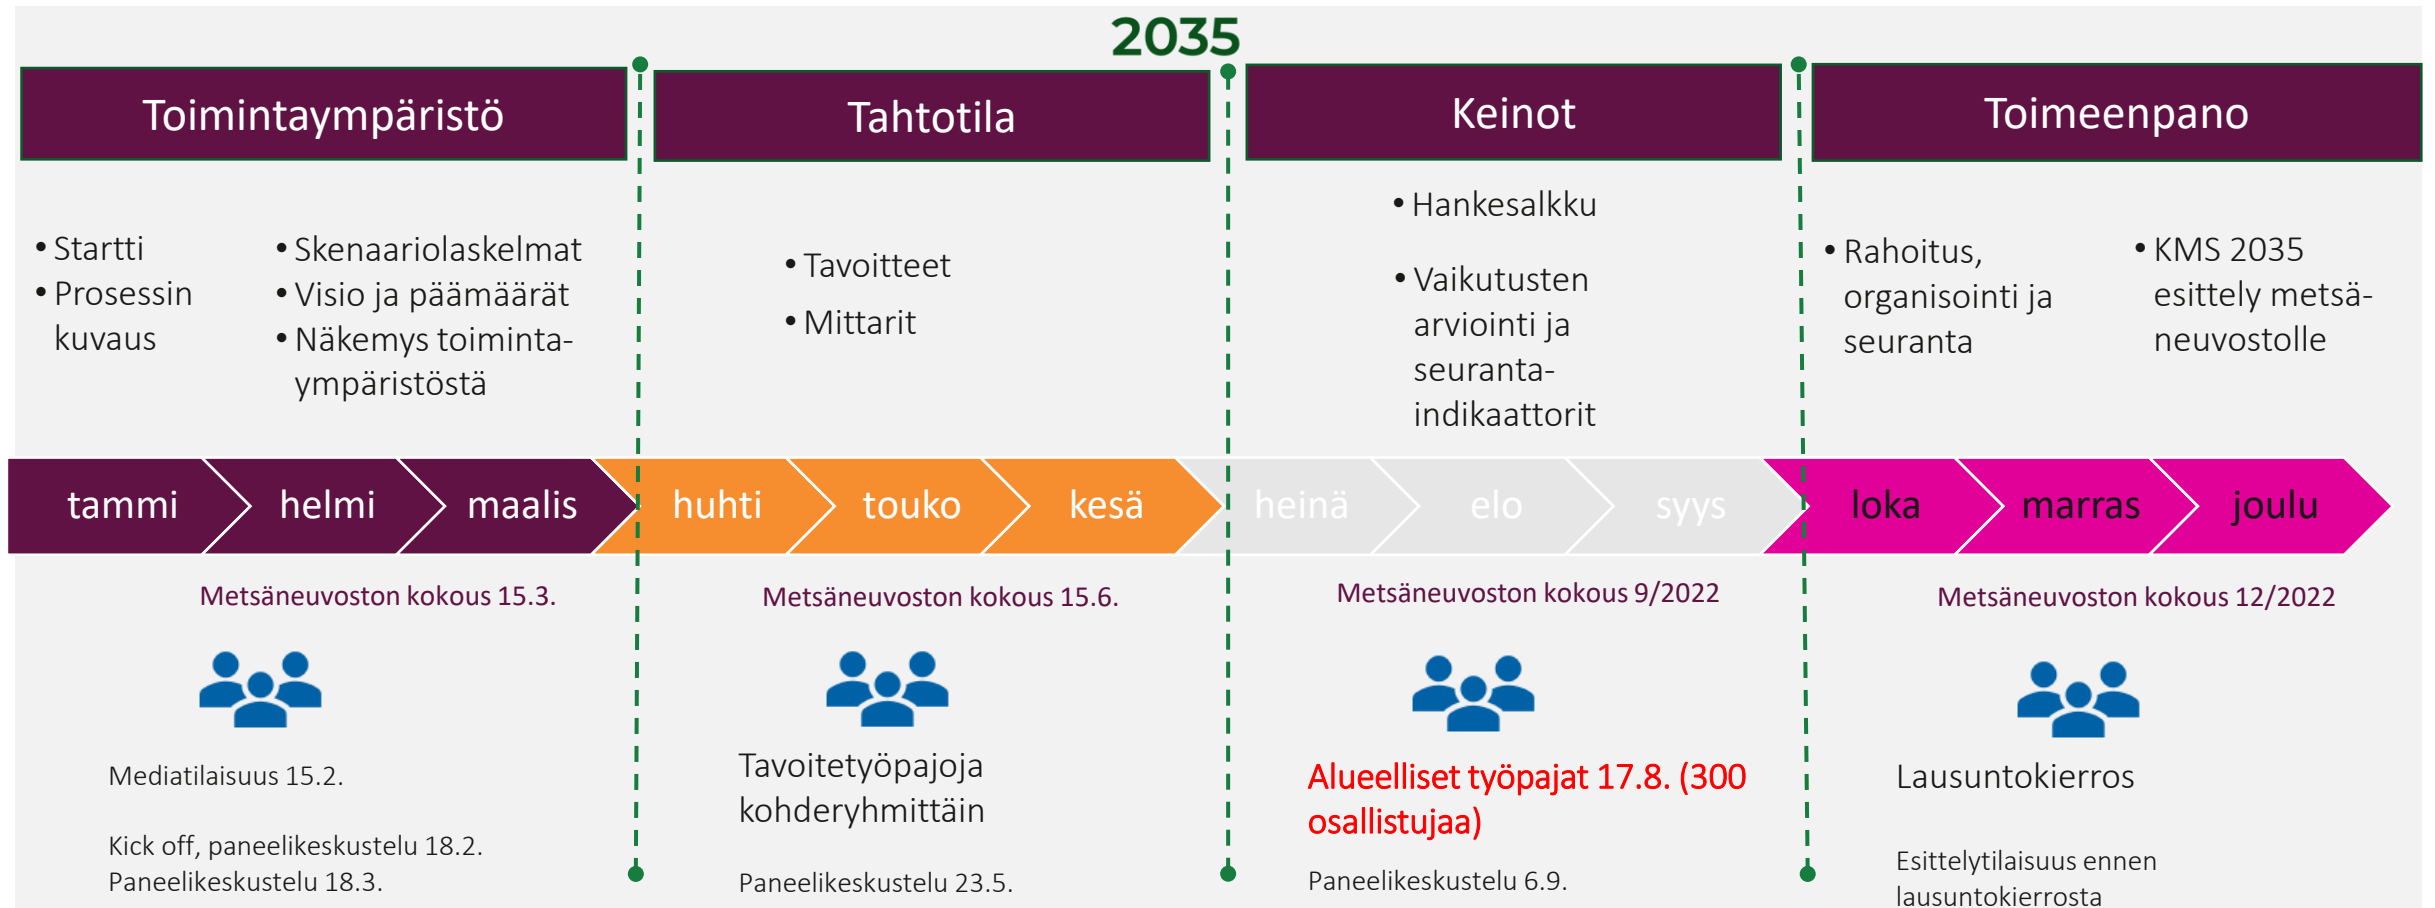 2035
Toimintaympäristö
Tahtotila
Keinot
Toimeenpano
• Startti
• Prosessin
kuvaus
• Skenaariolaskelmat
• Visio ja päämäärät
• Näkemys toiminta-
ympäristöstä
• Tavoitteet
• Mittarit
• Hankesalkku
• Vaikutusten
arviointi ja
seuranta-
indikaattorit
• Rahoitus,
organisointi ja
seuranta
• KMS 2035
esittely metsä-
neuvostolle
tammi
helmi
maalis
huhti
touko
kesä
heinä
elo
syys
loka
marras
joulu
Metsäneuvoston kokous 15.3.
Metsäneuvoston kokous 15.6.
Metsäneuvoston kokous 9/2022
Metsäneuvoston kokous 12/2022
Mediatilaisuus 15.2.
Kick off, paneelikeskustelu 18.2.
Paneelikeskustelu 18.3.
Tavoitetyöpajoja
kohderyhmittäin
Paneelikeskustelu 23.5.
Alueelliset työpajat 17.8. (300
osallistujaa)
Paneelikeskustelu 6.9.
Lausuntokierros
Esittelytilaisuus ennen
lausuntokierrosta